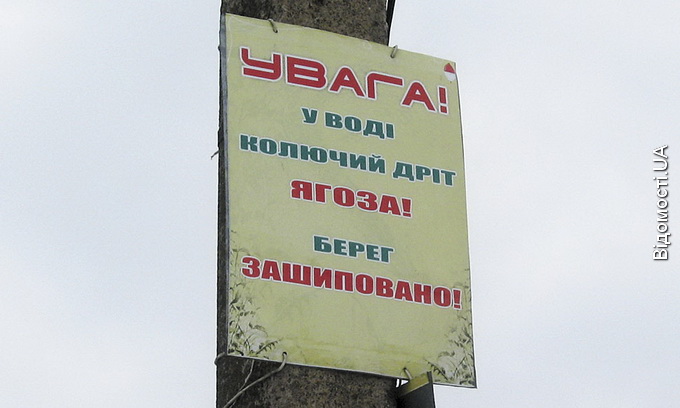 УВАГА!
У ВОДІ
КОЛЮЧИЙ ДРІТ
ЯГОЗА!
БЕРЕГ
ЗАШИПОВАНО!
Відомості.UA